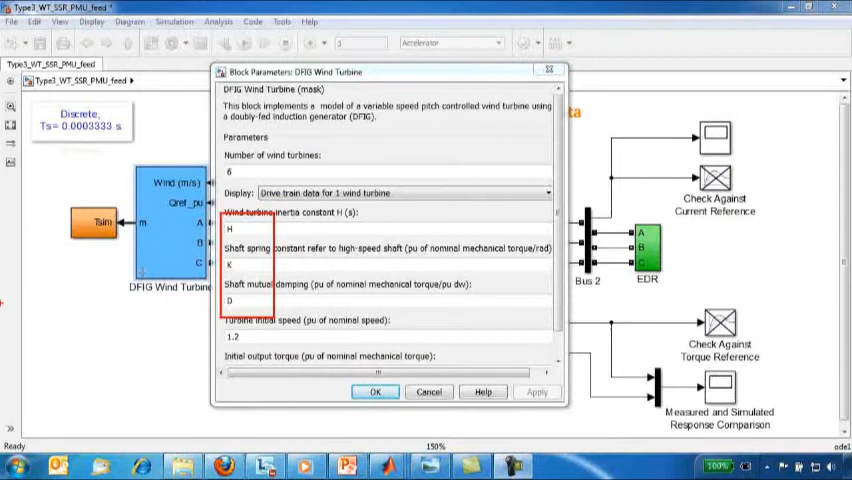 Type3_WT_SSR_PMU_feed *
File Edit View Display Diagram Simulation Analysis Code Tools Help
3
Accelerator
Type3_WT_SSR_PMU_feed
Type3_WT_SSR_PMU_feed
Discrete,
Ts= 0.0003333 s
ta
Block Parameters: DFIG Wind Turbine
DFIG Wind Turbine (mask)
This block implements a model of a variable speed pitch controlled wind turbine using
a doubly-fed induction generator (DFIG).
Parameters
Number of wind turbines:
6
Display: Drive train data for 1 wind turbine
Wind turbine inertia constant H (s):
H
Shaft spring constant refer to high-speed shaft (pu of nominal mechanical torque/rad)
K
Shaft mutual damping (pu of nominal mechanical torque/pu dw):
D
Turbine initial speed (pu of nominal speed):
1.2
Initial output torque (pu of nominal mechanical torque):
OK Cancel Help Apply
Tsim
m
Wind (m/s)
Qref_pu
A
B
C
DFIG Wind Turbine
Check Against
Current Reference
A
B
C
Bus 2
EDR
Check Against
Torque Reference
Measured and Simulated
Response Comparison
Ready
150%
ode1
100%